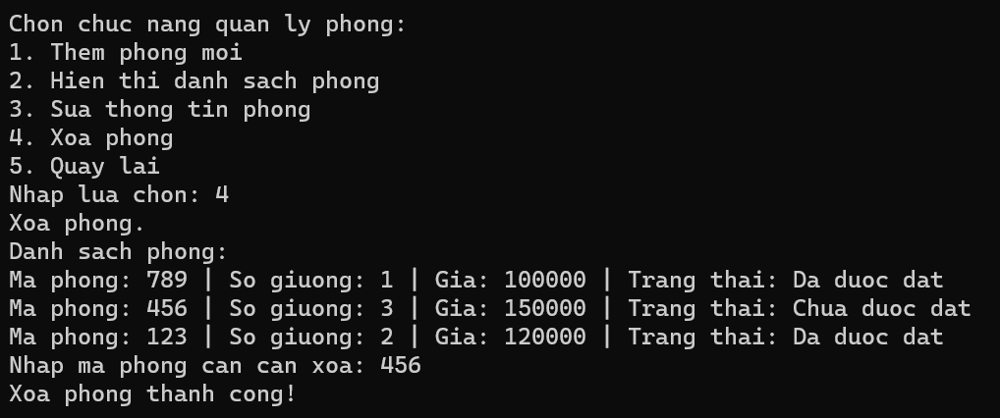 Chon chuc nang quan ly phong:
1. Them phong moi
2. Hien thi danh sach phong
3. Sua thong tin phong
4. Xoa phong
5. Quay lai
Nhap lua chon: 4
Xoa phong.
Danh sach phong:
Ma phong: 789 | So giuong: 1 | Gia: 100000 | Trang thai: Da duoc dat
Ma phong: 456 | So giuong: 3 | Gia: 150000 | Trang thai: Chua duoc dat
Ma phong: 123 | So giuong: 2 | Gia: 120000 | Trang thai: Da duoc dat
Nhap ma phong can can xoa: 456
Xoa phong thanh cong!